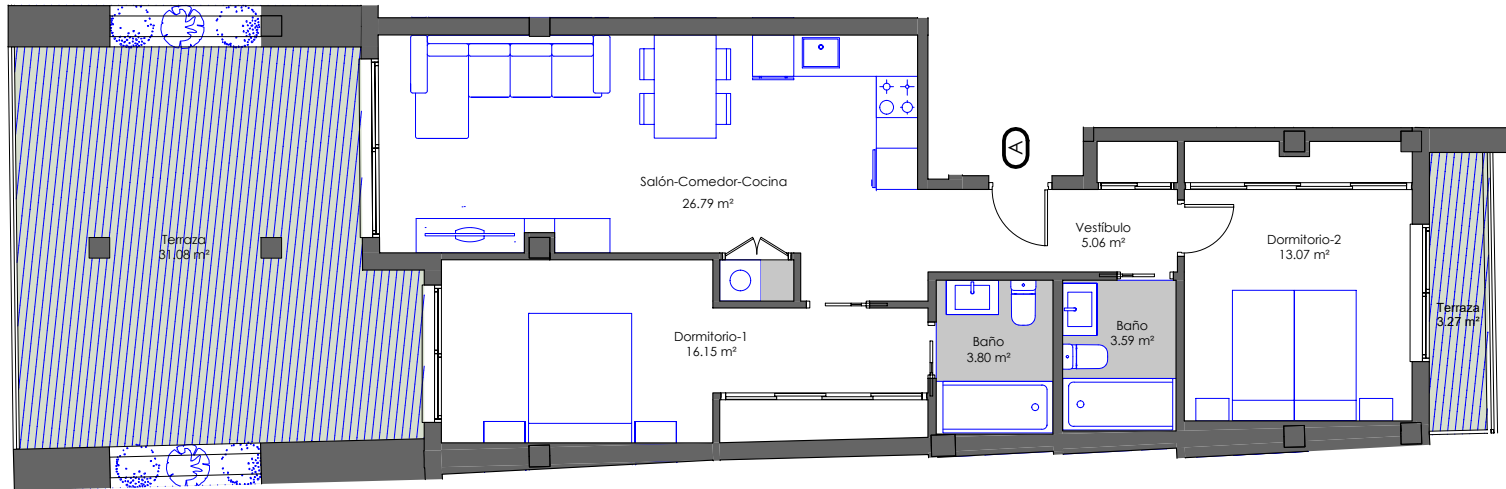 A
Salón-Comedor-Cocina
26.79 m²
Terraza
31.08 m²
Vestíbulo
5.06 m²
Dormitorio-2
13.07 m²
Terraza
3.27 m²
Dormitorio-1
16.15 m²
Baño
3.80 m²
Baño
3.59 m²